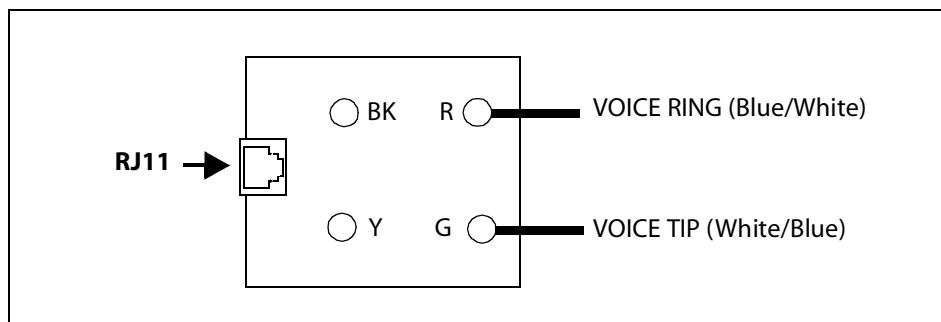 BK R VOICE RING (Blue/White)
RJ11
Y G VOICE TIP (White/Blue)